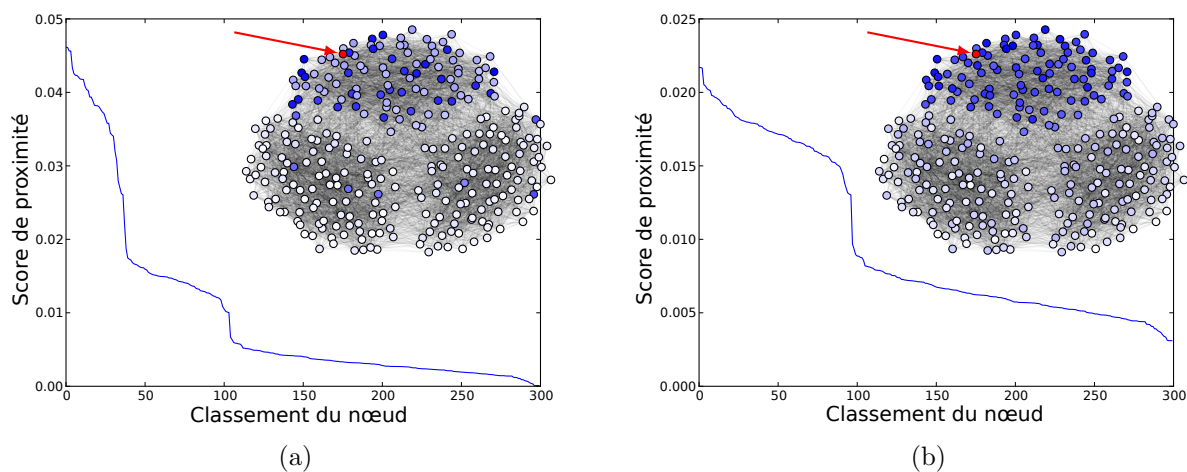 0.05
0.04
0.03
0.02
0.01
0.00
Score de proximité
0 50 100 150 200 250 300
Classement du nœud
(a)
0.025
0.020
0.015
0.010
0.005
0.000
Score de proximité
0 50 100 150 200 250 300
Classement du nœud
(b)